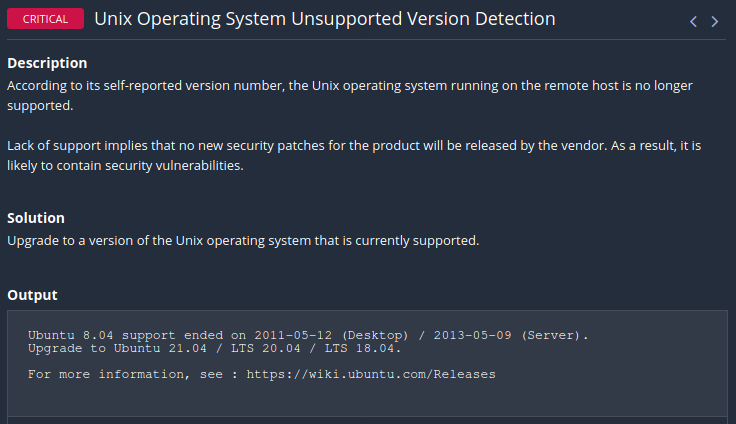 CRITICAL Unix Operating System Unsupported Version Detection
Description
According to its self-reported version number, the Unix operating system running on the remote host is no longer
supported.
Lack of support implies that no new security patches for the product will be released by the vendor. As a result, it is
likely to contain security vulnerabilities.
Solution
Upgrade to a version of the Unix operating system that is currently supported.
Output
Ubuntu 8.04 support ended on 2011-05-12 (Desktop) / 2013-05-09 (Server).
Upgrade to Ubuntu 21.04 / LTS 20.04 / LTS 18.04.
For more information, see : https://wiki.ubuntu.com/Releases